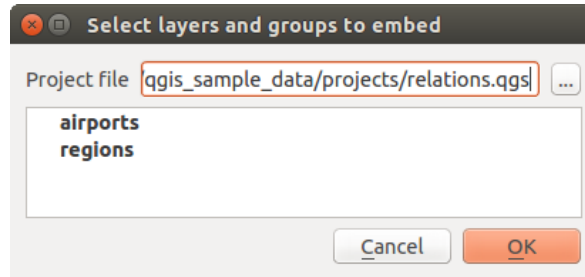 Select layers and groups to embed
Project file /qgis_sample_data/projects/relations.qgs ...
airports
regions
Cancel OK